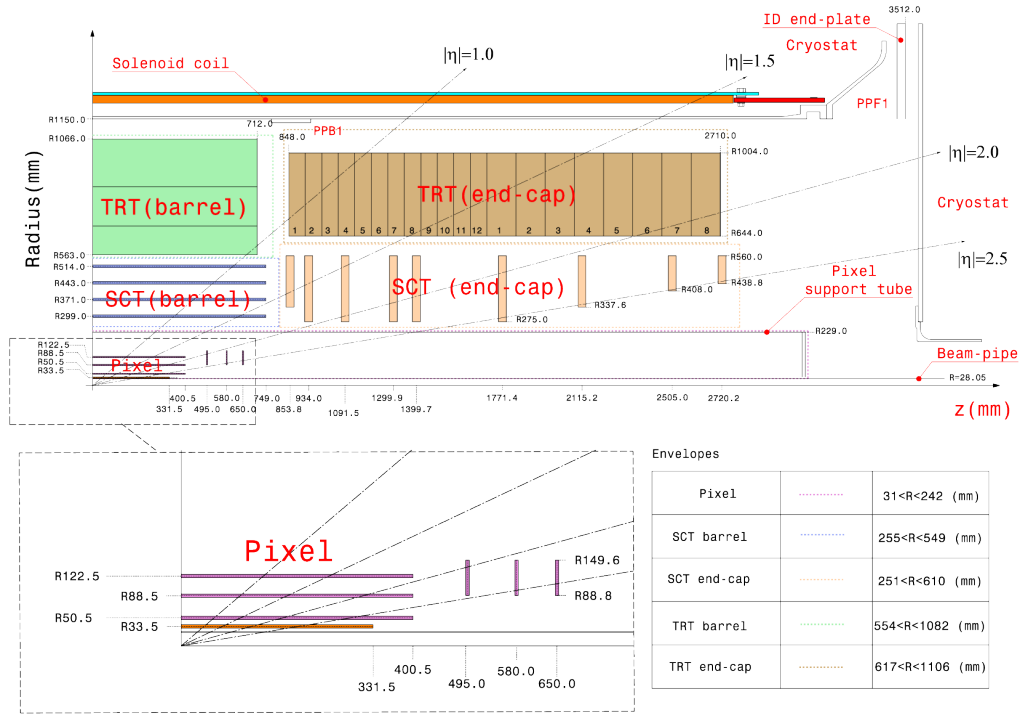 3512.0
ID end-plate
Cryostat
|η|=1.0
|η|=1.5
Solenoid coil
PPF1
R1150.0
712.0
PPB1
R1066.0
848.0
2710.0
R1004.0
|η|=2.0
Radius(mm)
TRT(barrel)
TRT(end-cap)
Cryostat
1 2 3 4 5 6 7 8 9 10 11 12 1 2 3 4 5 6 7 8
R644.0
R563.0
R560.0
|η|=2.5
R514.0
Pixel
support tube
R443.0
SCT(barrel)
SCT (end-cap)
R438.8
R408.0
R371.0
R337.6
R299.0
R275.0
R229.0
R122.5
R88.5
R50.5
R33.5
Pixel
Beam-pipe
R=28.05
400.5 580.0 749.0 934.0 1299.9 1771.4 2115.2 2505.0 2720.2
331.5 495.0 650.0 853.8 1091.5 1399.7
z(mm)
Pixel
R122.5
R88.5
R50.5
R33.5
R149.6
R88.8
400.5 580.0
331.5 495.0 650.0
Envelopes
Pixel 31<R<242 (mm)
SCT barrel 255<R<549 (mm)
SCT end-cap 251<R<610 (mm)
TRT barrel 554<R<1082 (mm)
TRT end-cap 617<R<1106 (mm)